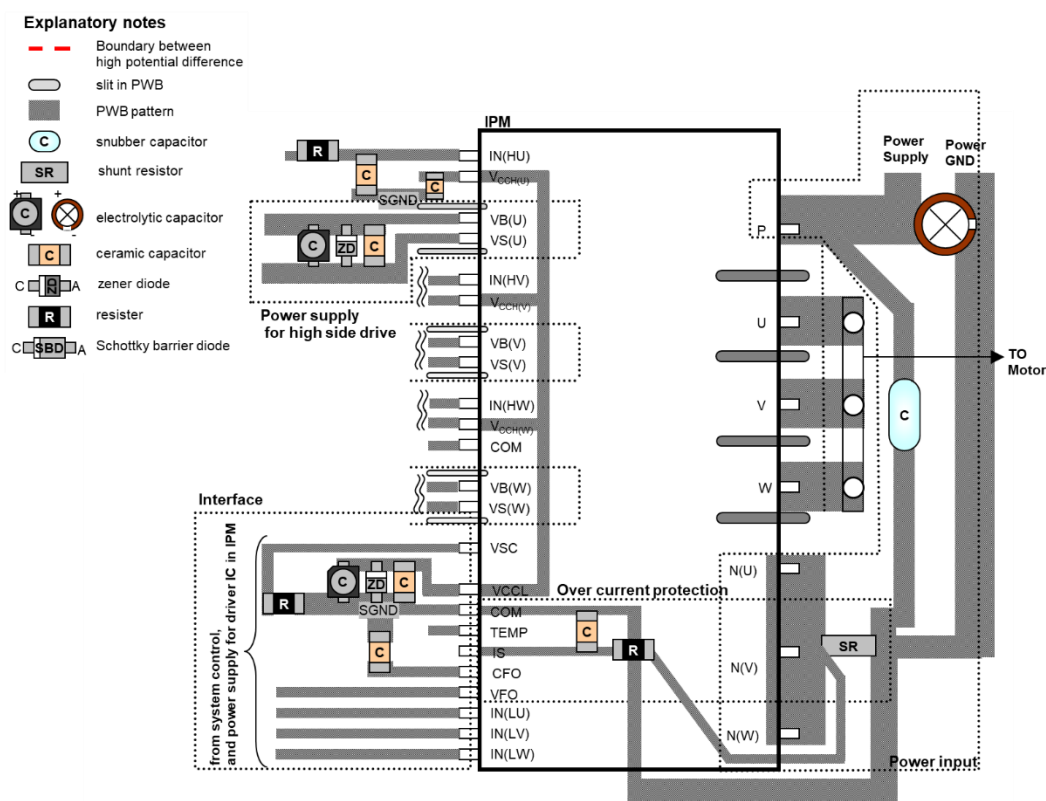 Explanatory notes
Boundary between
high potential difference
slit in PWB
PWB pattern
C
snubber capacitor
SR
shunt resistor
+
+
C
-
-
electrolytic capacitor
C
ceramic capacitor
C
ZD
A
zener diode
R
resister
C
SBD
A
Schottky barrier diode
IPM
R
IN(HU)
C
C
VCCH(U)
SGND
VB(U)
C
ZD
C
VS(U)
IN(HV)
VCCH(V)
Power supply
for high side drive
VB(V)
VS(V)
IN(HW)
VCCH(W)
COM
VB(W)
VS(W)
Interface
VSC
C
ZD
C
VCCL
R
SGND
COM
TEMP
C
IS
CFO
VFO
IN(LU)
IN(LV)
IN(LW)
from system control,
and power supply for driver IC in IPM
Over current protection
C
R
Power
Supply
Power
GND
P
U
V
W
TO
Motor
C
N(U)
N(V)
SR
N(W)
Power input